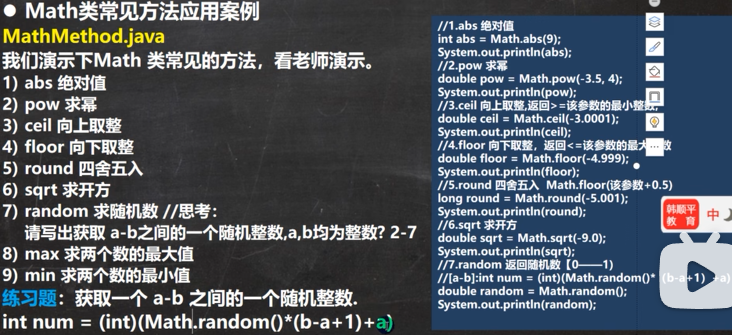 ● Math类常见方法应用案例
MathMethod.java
我们演示下Math 类常见的方法，看老师演示。
1) abs 绝对值
2) pow 求幂
3) ceil 向上取整
4) floor 向下取整
5) round 四舍五入
6) sqrt 求开方
7) random 求随机数 //思考：
请写出获取 a-b之间的一个随机整数,a,b均为整数? 2-7
8) max 求两个数的最大值
9) min 求两个数的最小值
练习题：获取一个 a-b 之间的一个随机整数.
int num = (int)(Math.random()*(b-a+1)+a)
//1.abs 绝对值
int abs = Math.abs(9);
System.out.println(abs);
//2.pow 求幂
double pow = Math.pow(-3.5, 4);
System.out.println(pow);
//3.ceil 向上取整,返回>=该参数的最小整数;
double ceil = Math.ceil(-3.0001);
System.out.println(ceil);
//4.floor 向下取整，返回<=该参数的最大 数
double floor = Math.floor(-4.999);
System.out.println(floor);
//5.round 四舍五入 Math.floor(该参数+0.5)
long round = Math.round(-5.001);
System.out.println(round);
//6.sqrt 求开方
double sqrt = Math.sqrt(-9.0);
System.out.println(sqrt);
//7.random 返回随机数【0——1)
//[a-b]:int num = (int)(Math.random()* (b-a+1) +a)
double random = Math.random();
System.out.println(random);
韩顺平
教育
中